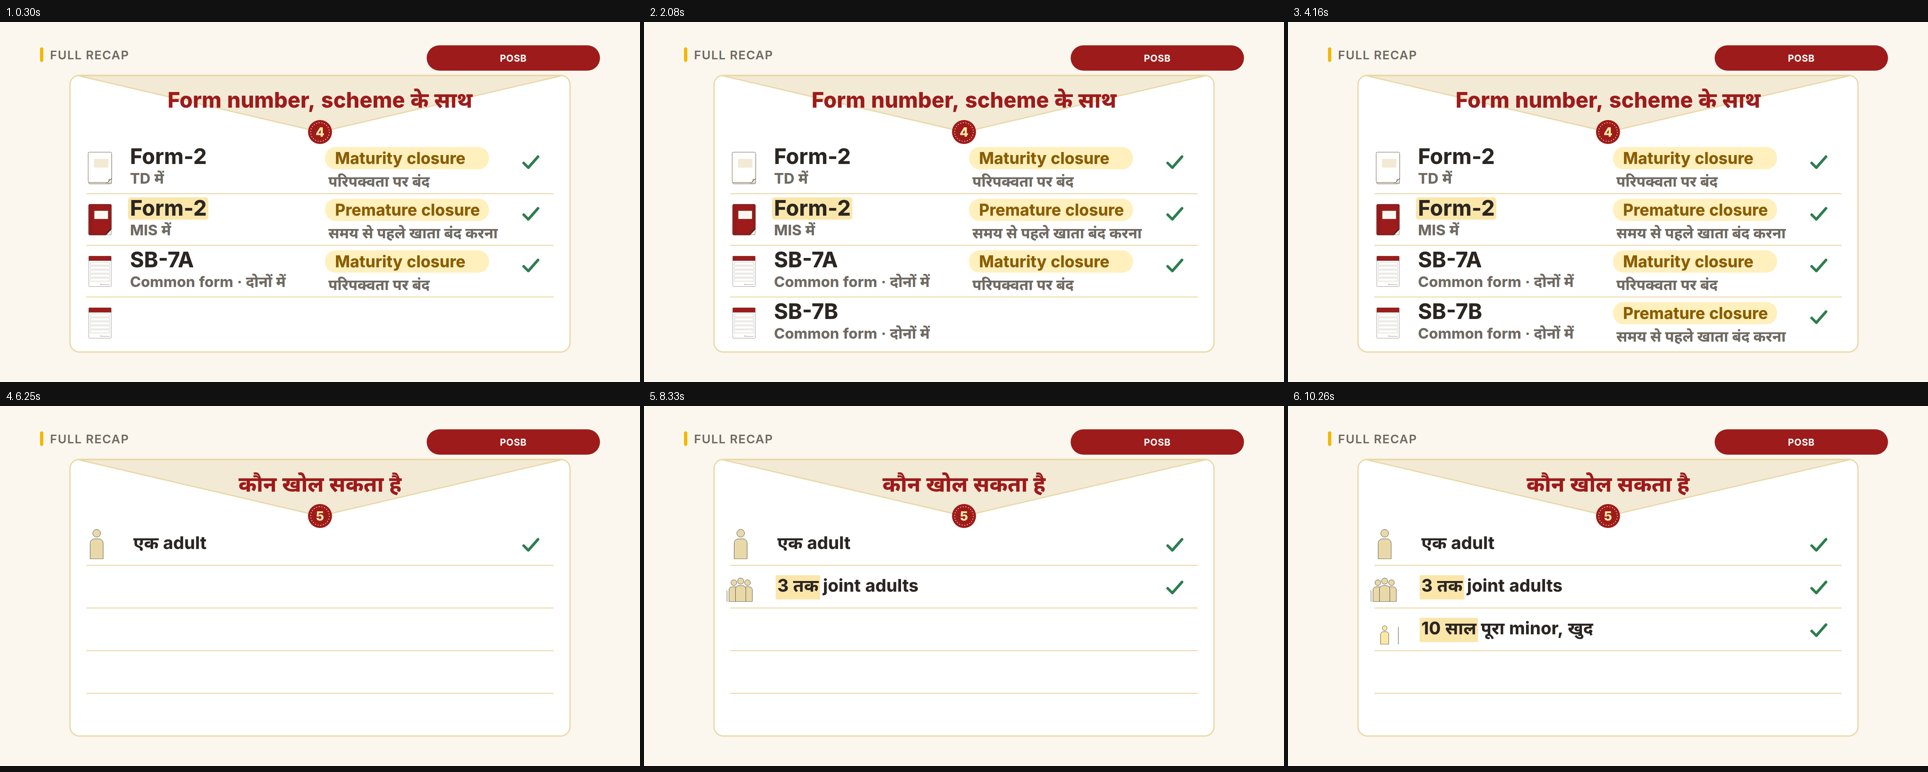 1. 0.30s
FULL RECAP
POSB
Form number, scheme के साथ
4
Form-2
TD में
Maturity closure
परिपक्वता पर बंद
Form-2
MIS में
Premature closure
समय से पहले खाता बंद करना
SB-7A
Common form · दोनों में
Maturity closure
परिपक्वता पर बंद
2. 2.08s
FULL RECAP
POSB
Form number, scheme के साथ
4
Form-2
TD में
Maturity closure
परिपक्वता पर बंद
Form-2
MIS में
Premature closure
समय से पहले खाता बंद करना
SB-7A
Common form · दोनों में
Maturity closure
परिपक्वता पर बंद
SB-7B
Common form · दोनों में
3. 4.16s
FULL RECAP
POSB
Form number, scheme के साथ
4
Form-2
TD में
Maturity closure
परिपक्वता पर बंद
Form-2
MIS में
Premature closure
समय से पहले खाता बंद करना
SB-7A
Common form · दोनों में
Maturity closure
परिपक्वता पर बंद
SB-7B
Common form · दोनों में
Premature closure
समय से पहले खाता बंद करना
4. 6.25s
FULL RECAP
POSB
कौन खोल सकता है
5
एक adult
5. 8.33s
FULL RECAP
POSB
कौन खोल सकता है
5
एक adult
3 तक joint adults
6. 10.26s
FULL RECAP
POSB
कौन खोल सकता है
5
एक adult
3 तक joint adults
10 साल पूरा minor, खुद